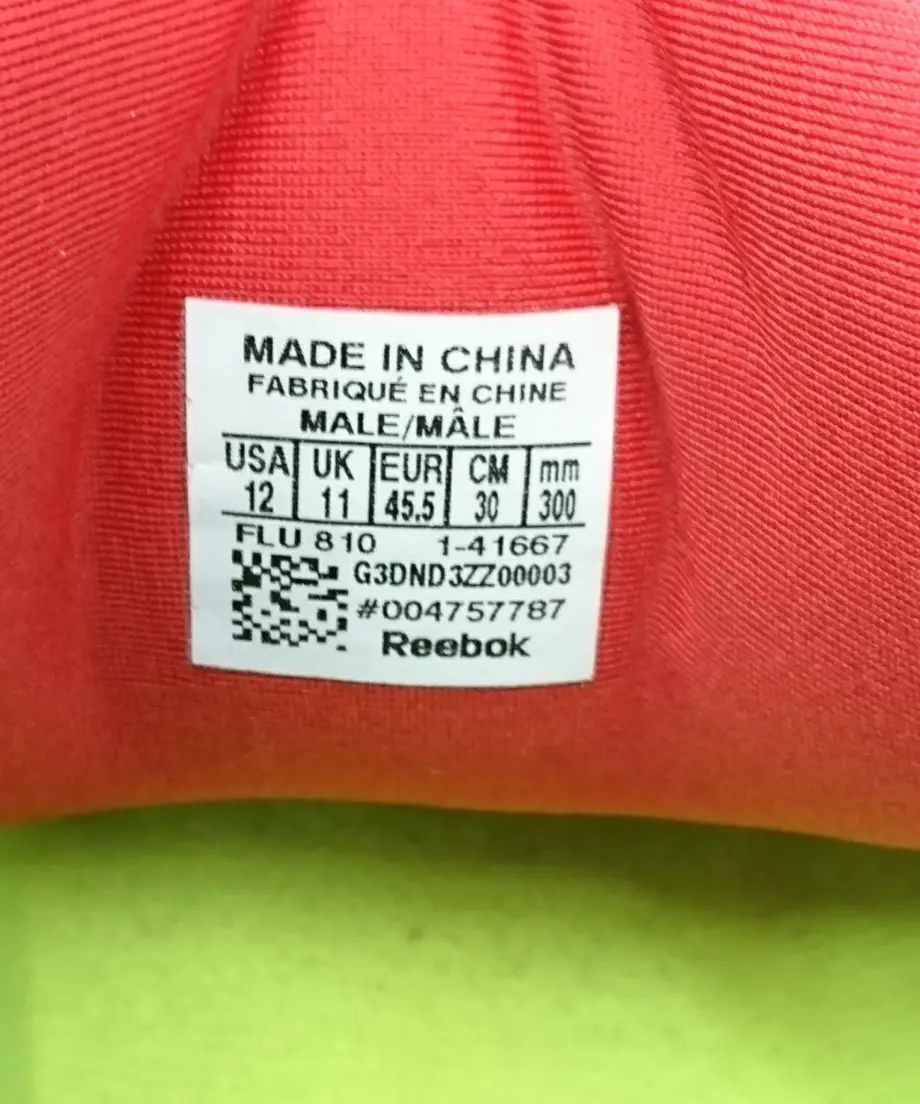 MADE IN CHINA
FABRIQUÉ EN CHINE
MALE/MÂLE
USA UK EUR CM mm
12 11 45.5 30 300
FLU 810 1-41667
G3DND3ZZ00003
#004757787
Reebok